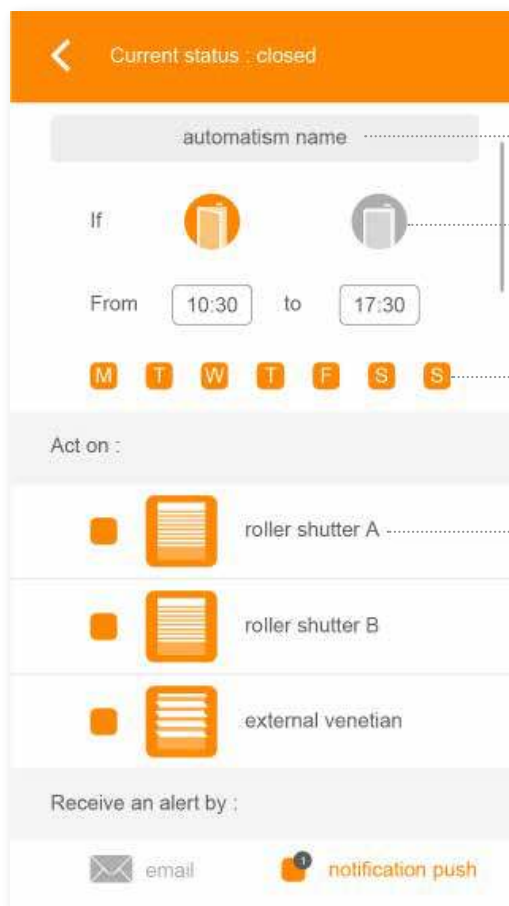 Current status : closed
automatism name
If
From 10:30 to 17:30
M T W T F S S
Act on :
roller shutter A
roller shutter B
external venetian
Receive an alert by :
email 1 notification push